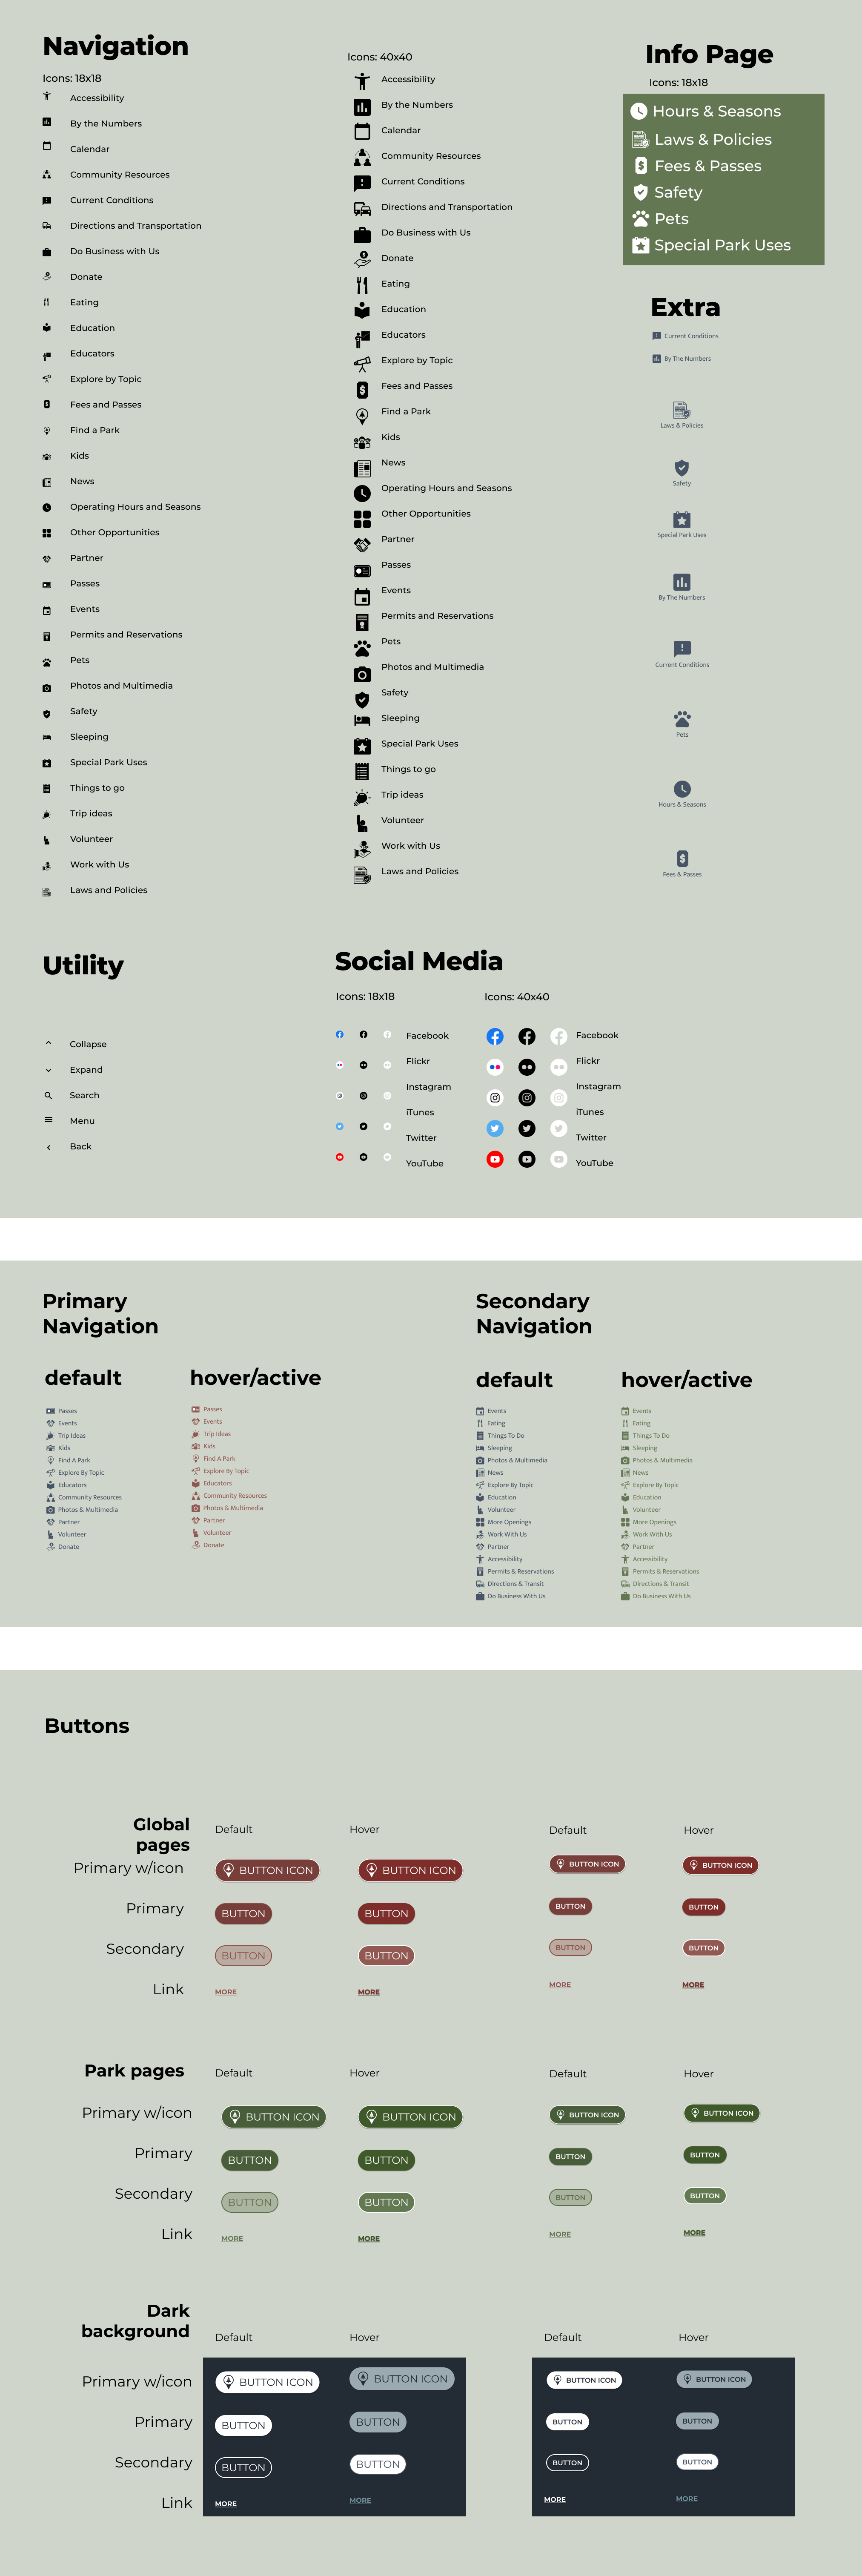 Navigation
Icons: 18x18
Accessibility
By the Numbers
Calendar
Community Resources
Current Conditions
Directions and Transportation
Do Business with Us
Donate
Eating
Education
Educators
Explore by Topic
Fees and Passes
Find a Park
Kids
News
Operating Hours and Seasons
Other Opportunities
Partner
Passes
Events
Permits and Reservations
Pets
Photos and Multimedia
Safety
Sleeping
Special Park Uses
Things to go
Trip ideas
Volunteer
Work with Us
Laws and Policies
Icons: 40x40
Accessibility
By the Numbers
Calendar
Community Resources
Current Conditions
Directions and Transportation
Do Business with Us
Donate
Eating
Education
Educators
Explore by Topic
Fees and Passes
Find a Park
Kids
News
Operating Hours and Seasons
Other Opportunities
Partner
Passes
Events
Permits and Reservations
Pets
Photos and Multimedia
Safety
Sleeping
Special Park Uses
Things to go
Trip ideas
Volunteer
Work with Us
Laws and Policies
Info Page
Icons: 18x18
Hours & Seasons
Laws & Policies
Fees & Passes
Safety
Pets
Special Park Uses
Extra
Current Conditions
By The Numbers
Laws & Policies
Safety
Special Park Uses
By The Numbers
Current Conditions
Pets
Hours & Seasons
Fees & Passes
Utility
Collapse
Expand
Search
Menu
Back
Social Media
Icons: 18x18
Facebook
Flickr
Instagram
iTunes
Twitter
YouTube
Icons: 40x40
Facebook
Flickr
Instagram
iTunes
Twitter
YouTube
Primary
Navigation
default
Passes
Events
Trip Ideas
Kids
Find A Park
Explore By Topic
Educators
Community Resources
Photos & Multimedia
Partner
Volunteer
Donate
hover/active
Passes
Events
Trip Ideas
Kids
Find A Park
Explore By Topic
Educators
Community Resources
Photos & Multimedia
Partner
Volunteer
Donate
Secondary
Navigation
default
Events
Eating
Things To Do
Sleeping
Photos & Multimedia
News
Explore By Topic
Education
Volunteer
More Openings
Work With Us
Partner
Accessibility
Permits & Reservations
Directions & Transit
Do Business With Us
hover/active
Events
Eating
Things To Do
Sleeping
Photos & Multimedia
News
Explore By Topic
Education
Volunteer
More Openings
Work With Us
Partner
Accessibility
Permits & Reservations
Directions & Transit
Do Business With Us
Buttons
Global
pages
Default Hover Default Hover
Primary w/icon BUTTON ICON BUTTON ICON BUTTON ICON BUTTON ICON
Primary BUTTON BUTTON BUTTON BUTTON
Secondary BUTTON BUTTON BUTTON BUTTON
Link MORE MORE MORE MORE
Park pages Default Hover Default Hover
Primary w/icon BUTTON ICON BUTTON ICON BUTTON ICON BUTTON ICON
Primary BUTTON BUTTON BUTTON BUTTON
Secondary BUTTON BUTTON BUTTON BUTTON
Link MORE MORE MORE MORE
Dark
background
Default Hover Default Hover
Primary w/icon BUTTON ICON BUTTON ICON BUTTON ICON BUTTON ICON
Primary BUTTON BUTTON BUTTON BUTTON
Secondary BUTTON BUTTON BUTTON BUTTON
Link MORE MORE MORE MORE